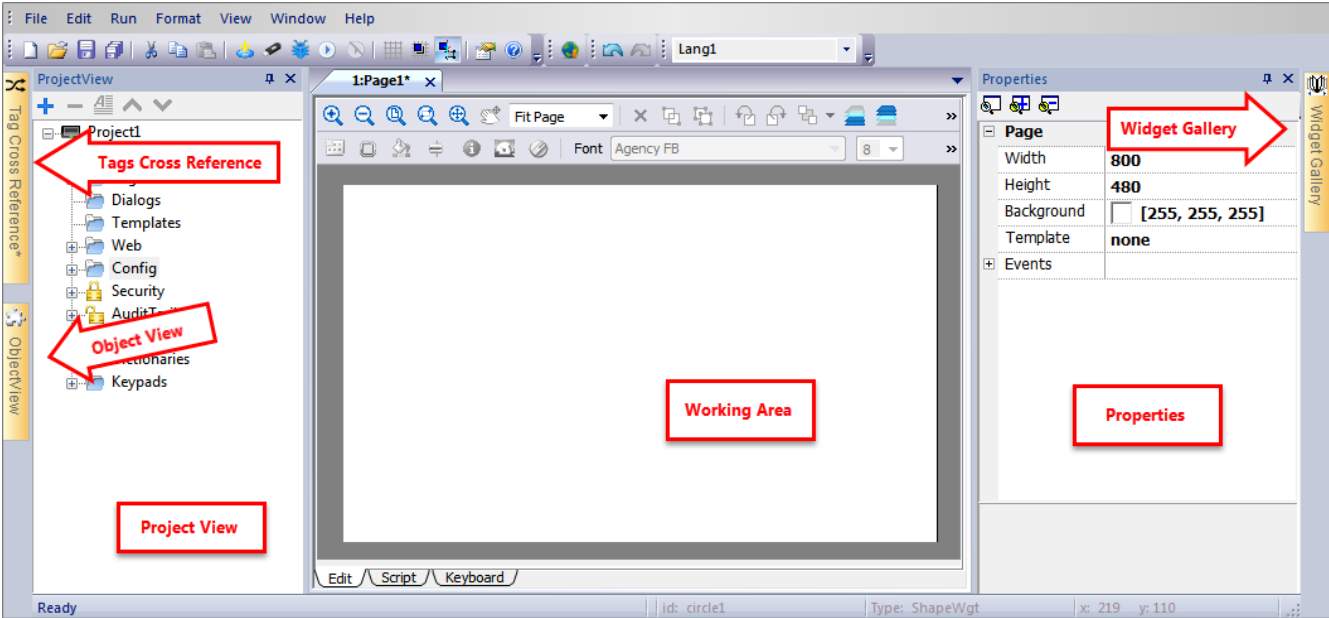 File Edit Run Format View Window Help
Lang1
ProjectView
Project1
Tags Cross Reference
Dialogs
Templates
Web
Config
Security
Object View
Keypads
Project View
Tag Cross Reference*
ObjectView
1:Page1*
Fit Page
»
Font Agency FB 8 »
Working Area
Edit Script Keyboard
Properties
Widget Gallery
Page
Width 800
Height 480
Background [255, 255, 255]
Template none
Events
Properties
Widget Gallery
Ready id: circle1 Type: ShapeWgt x: 219 y: 110